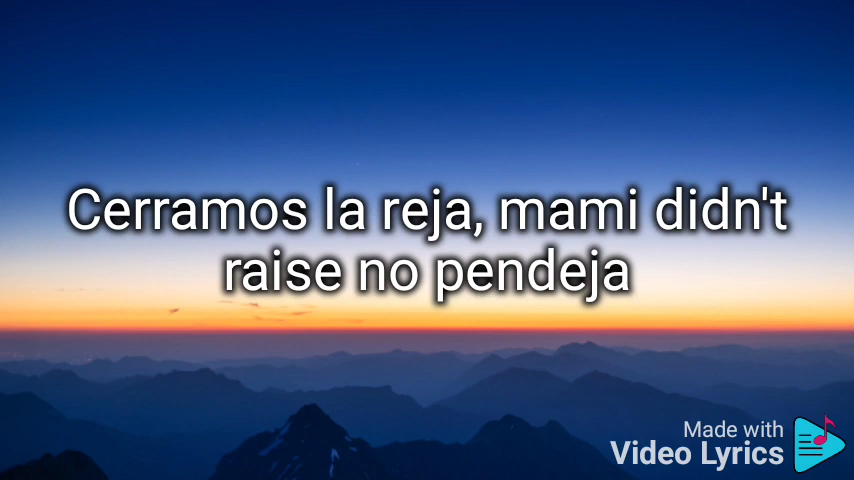 Cerramos la reja, mami didn't
raise no pendeja
Made with
Video Lyrics